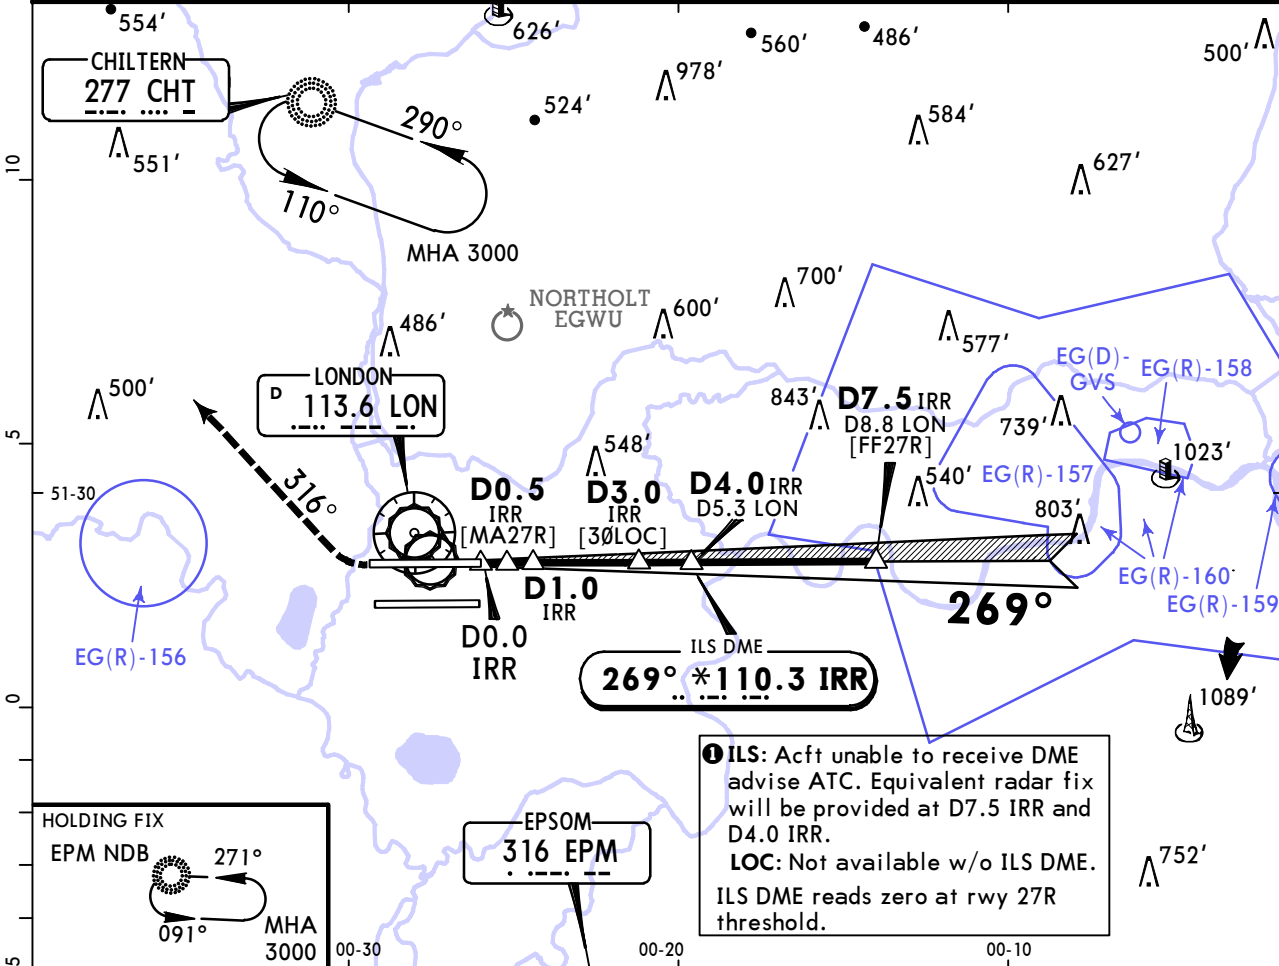 554'
626'
560'
486'
500'
CHILTERN
277 CHT
978'
524'
290°
584'
551'
10
627'
110°
MHA 3000
700'
NORTHOLT
EGWU
600'
486'
577'
EG(D)-
GVS
EG(R)-158
LONDON
D
113.6 LON
500'
843'
D7.5 IRR
D8.8 LON
[FF27R]
739'
5
548'
1023'
540'
EG(R)-157
51-30
316°
D0.5
IRR
[MA27R]
D3.0
IRR
[30LOC]
D4.0 IRR
D5.3 LON
803'
D1.0
IRR
269°
EG(R)-160
EG(R)-159
D0.0
IRR
EG(R)-156
ILS DME
269° *110.3 IRR
0
1089'
1 ILS: Acft unable to receive DME
advise ATC. Equivalent radar fix
will be provided at D7.5 IRR and
D4.0 IRR.
LOC: Not available w/o ILS DME.
ILS DME reads zero at rwy 27R
threshold.
HOLDING FIX
EPM NDB
271°
091°
MHA
3000
EPSOM
316 EPM
752'
5
00-30
00-20
00-10